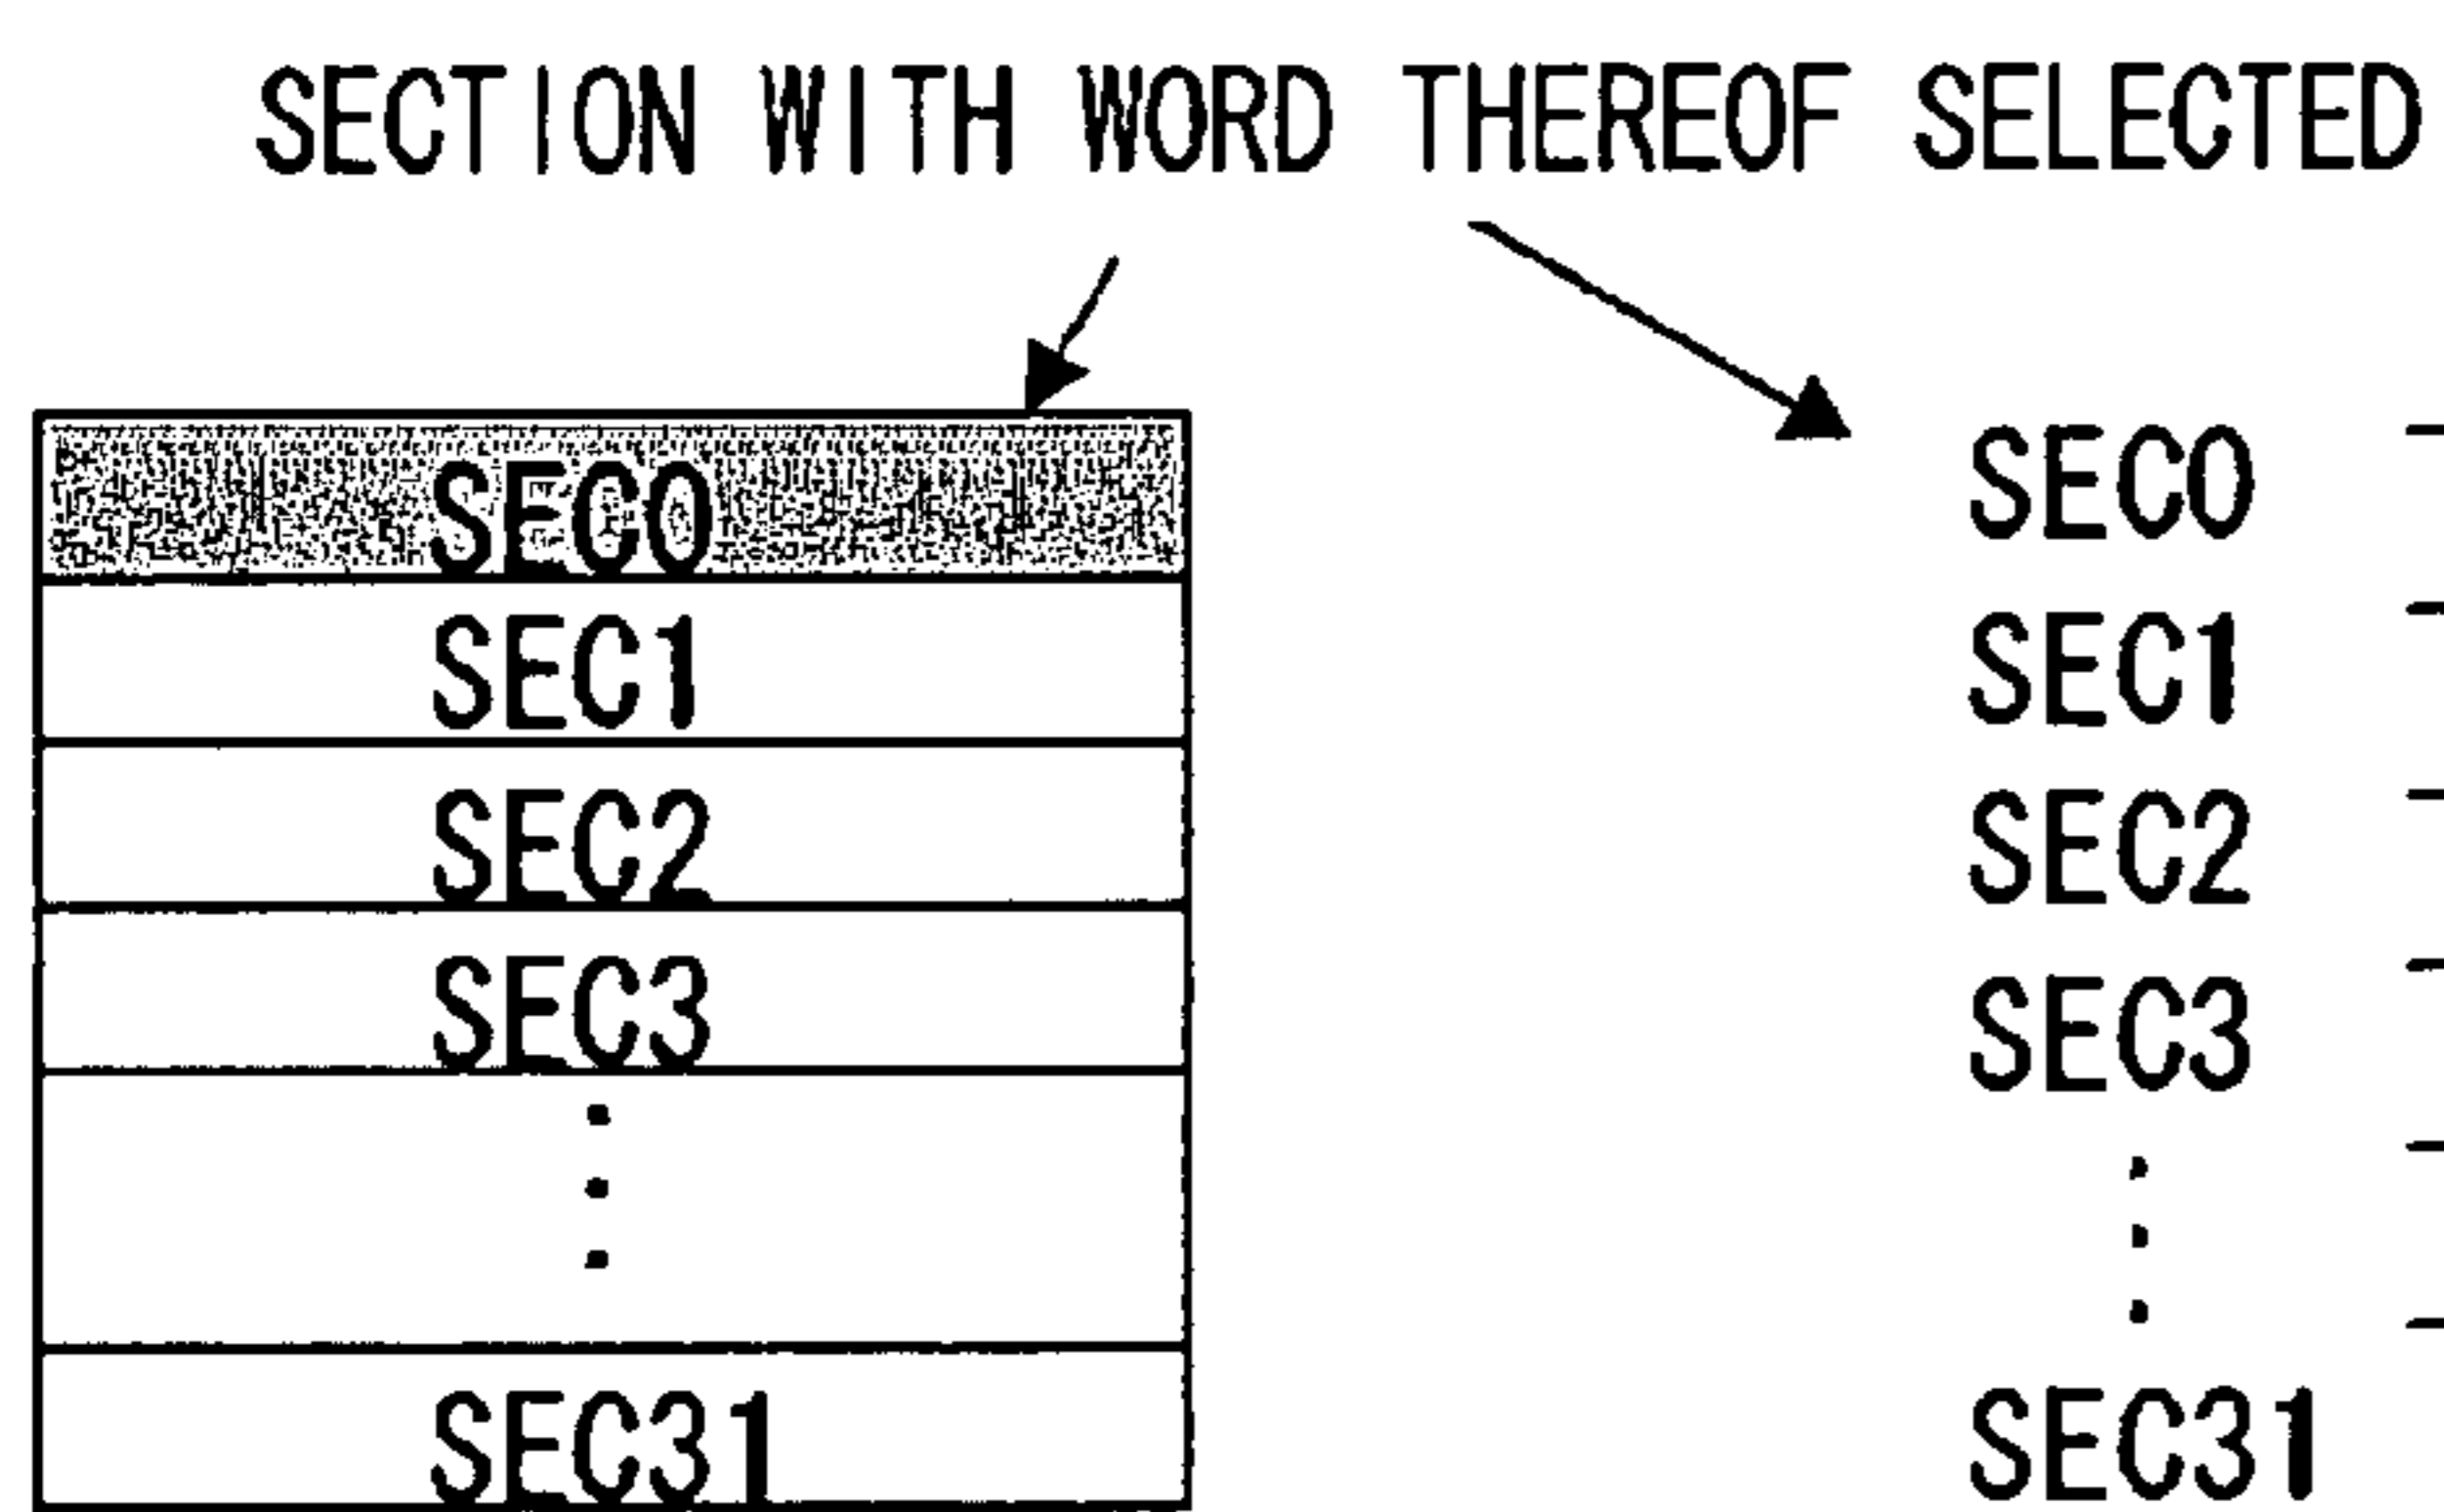 SECTION WITH WORD THEREOF SELECTED
SEC0 SEC0
SEC1 SEC1
SEC2 SEC2
SEC3 SEC3
SEC31 SEC31